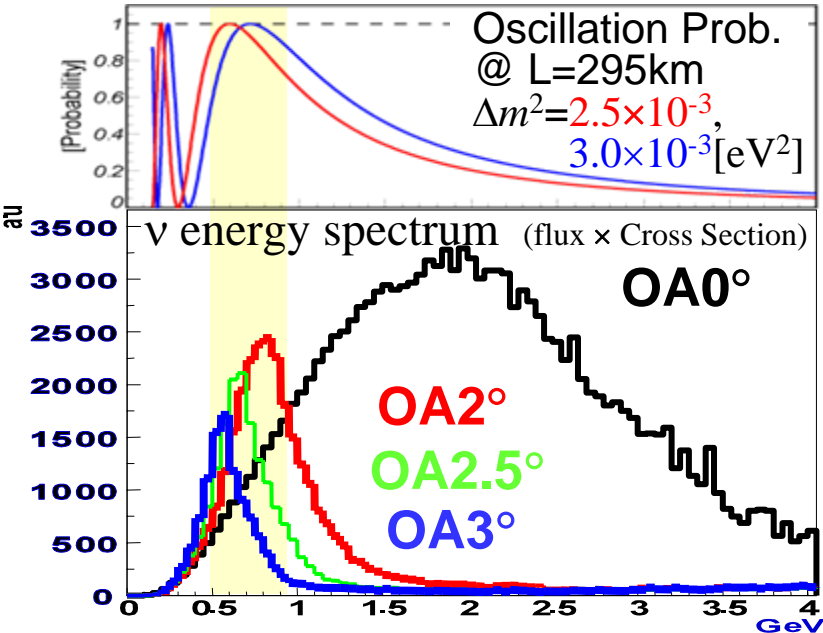 1
0.8
0.6
0.4
0.2
0
[Probability]
Oscillation Prob.
@ L=295km
Δm²=2.5×10⁻³,
3.0×10⁻³[eV²]
au
3500
3000
2500
2000
1500
1000
500
0
ν energy spectrum (flux × Cross Section)
OA0°
OA2°
OA2.5°
OA3°
0 0.5 1 1.5 2 2.5 3 3.5 4
GeV